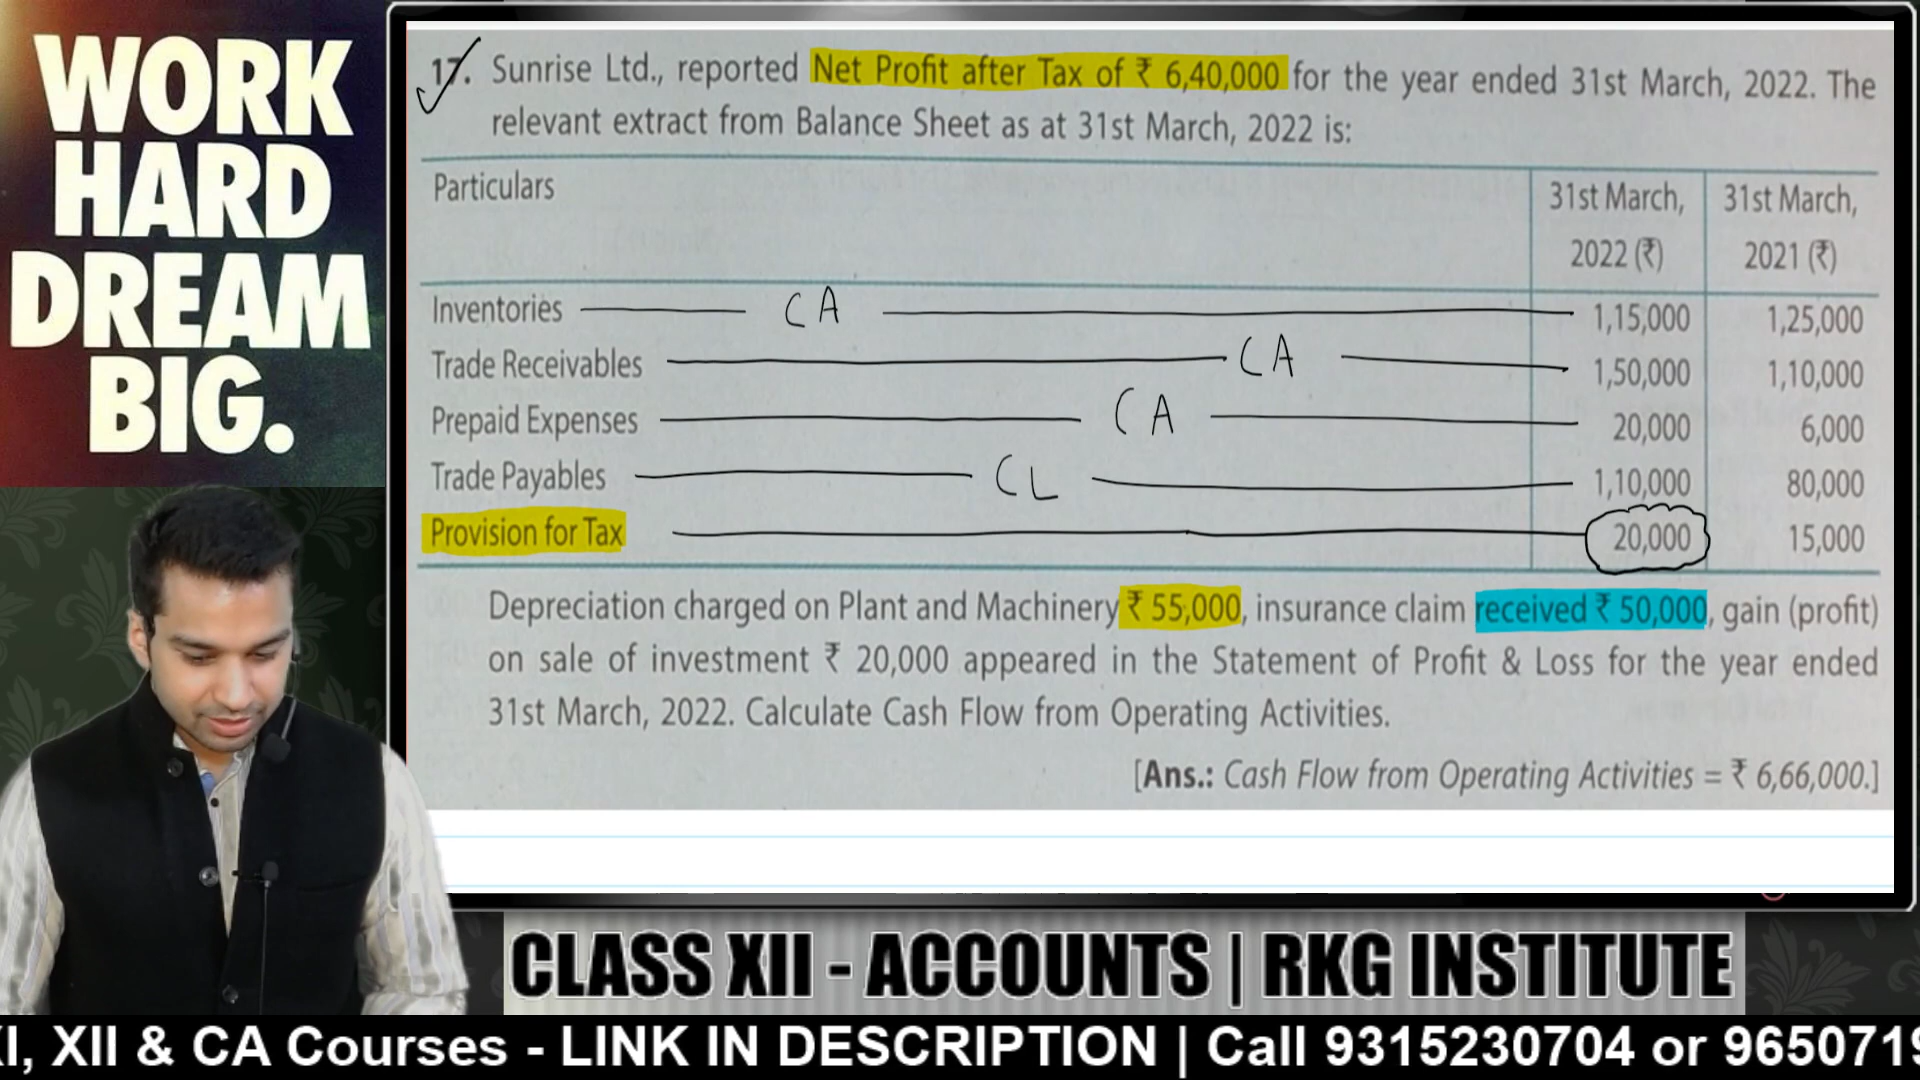 WORK
HARD
DREAM
BIG.
17. Sunrise Ltd., reported Net Profit after Tax of ₹ 6,40,000 for the year ended 31st March, 2022. The
relevant extract from Balance Sheet as at 31st March, 2022 is:
Particulars 31st March, 2022 (₹) 31st March, 2021 (₹)
Inventories CA 1,15,000 1,25,000
Trade Receivables CA 1,50,000 1,10,000
Prepaid Expenses CA 20,000 6,000
Trade Payables CL 1,10,000 80,000
Provision for Tax 20,000 15,000
Depreciation charged on Plant and Machinery ₹ 55,000, insurance claim received ₹ 50,000, gain (profit)
on sale of investment ₹ 20,000 appeared in the Statement of Profit & Loss for the year ended
31st March, 2022. Calculate Cash Flow from Operating Activities.
[Ans.: Cash Flow from Operating Activities = ₹ 6,66,000.]
CLASS XII - ACCOUNTS | RKG INSTITUTE
I, XII & CA Courses - LINK IN DESCRIPTION | Call 9315230704 or 9650719